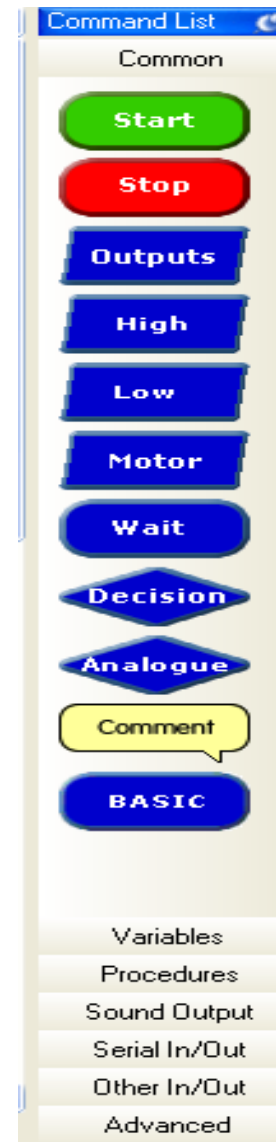 Command List
Common
Start
Stop
Outputs
High
Low
Motor
Wait
Decision
Analogue
Comment
BASIC
Variables
Procedures
Sound Output
Serial In/Out
Other In/Out
Advanced